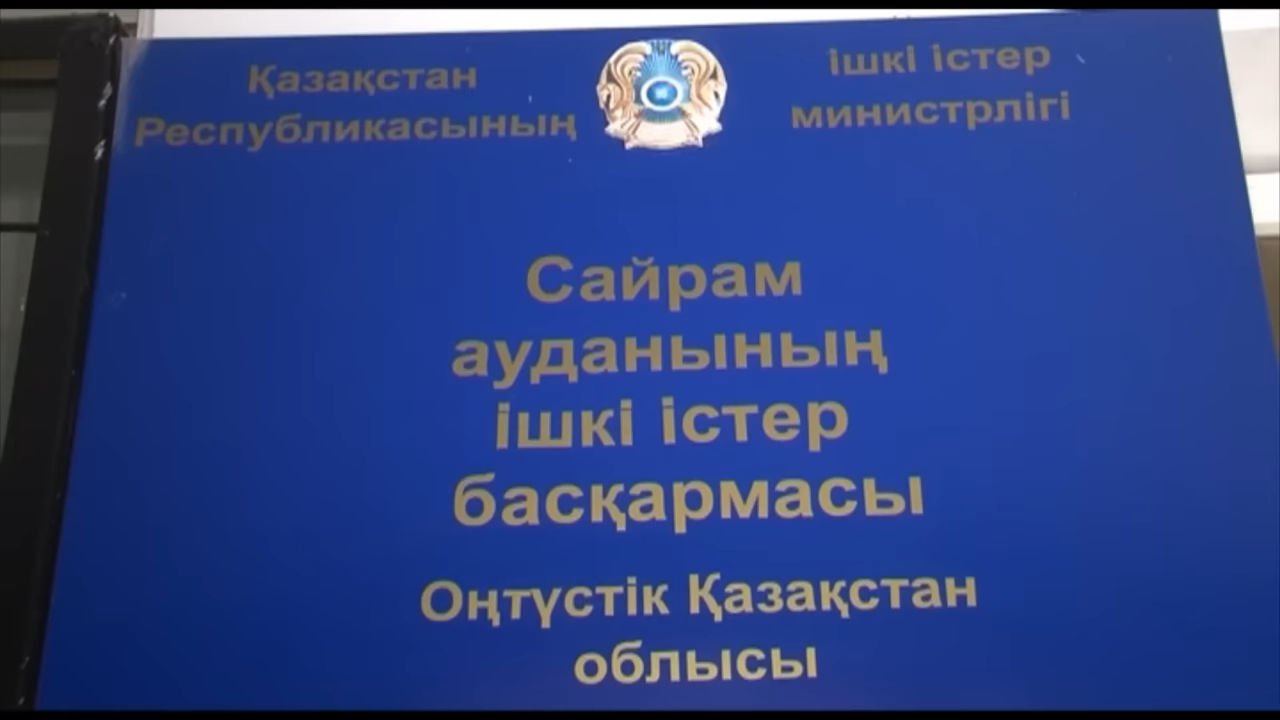 Қазақстан
Республикасының
ішкі істер
министрлігі
Сайрам
ауданының
ішкі істер
басқармасы
Оңтүстік Қазақстан
облысы